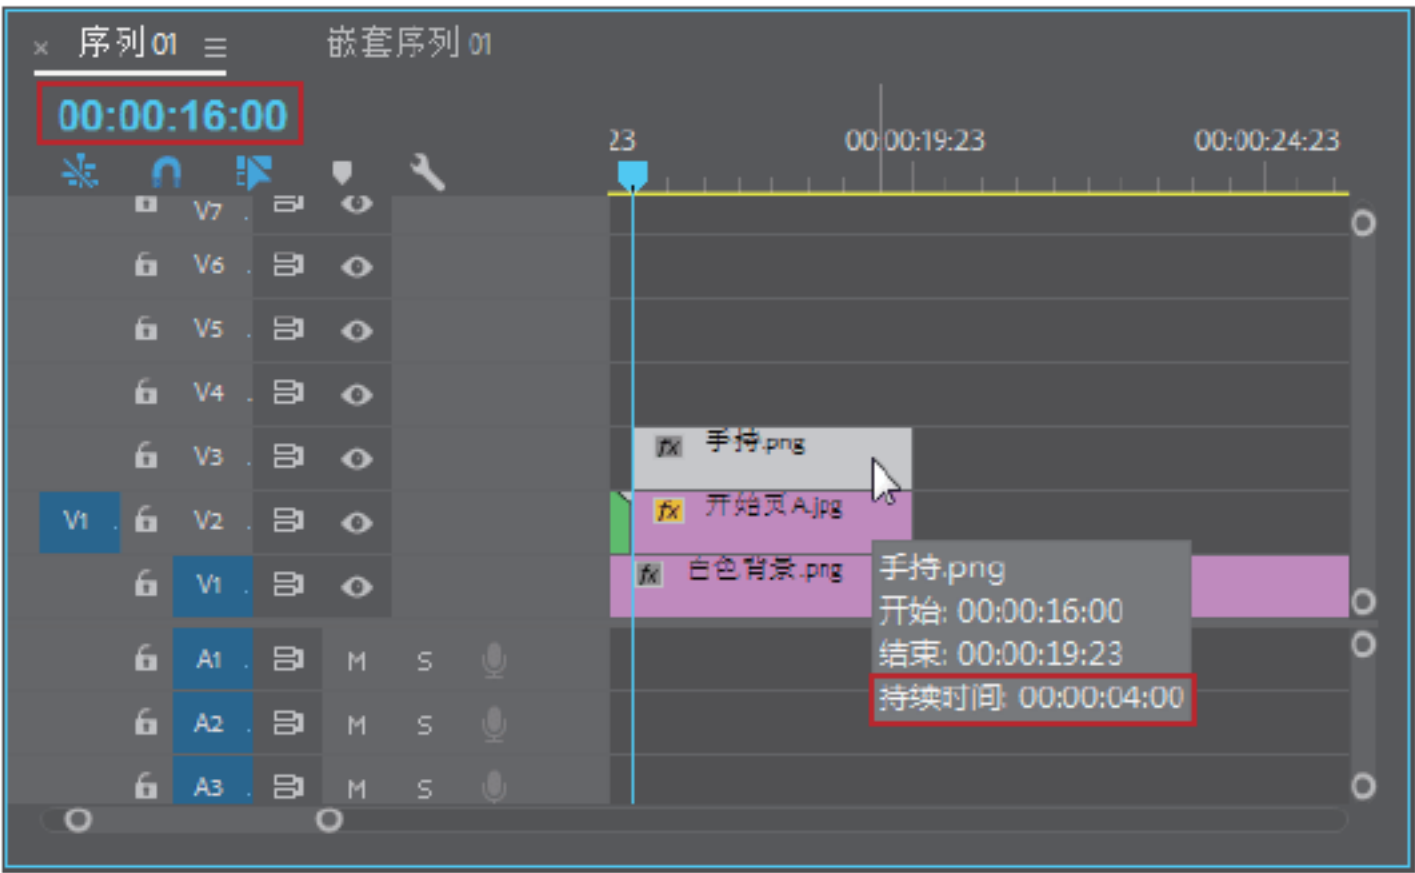 × 序列 01 ≡ 嵌套序列 01
00:00:16:00
23 00:00:19:23 00:00:24:23
V7
V6
V5
V4
V3 fx 手持.png
V1 V2 fx 开始页A.jpg
V1 fx 白色背景.png
手持.png
开始: 00:00:16:00
结束: 00:00:19:23
持续时间: 00:00:04:00
A1 M S
A2 M S
A3 M S